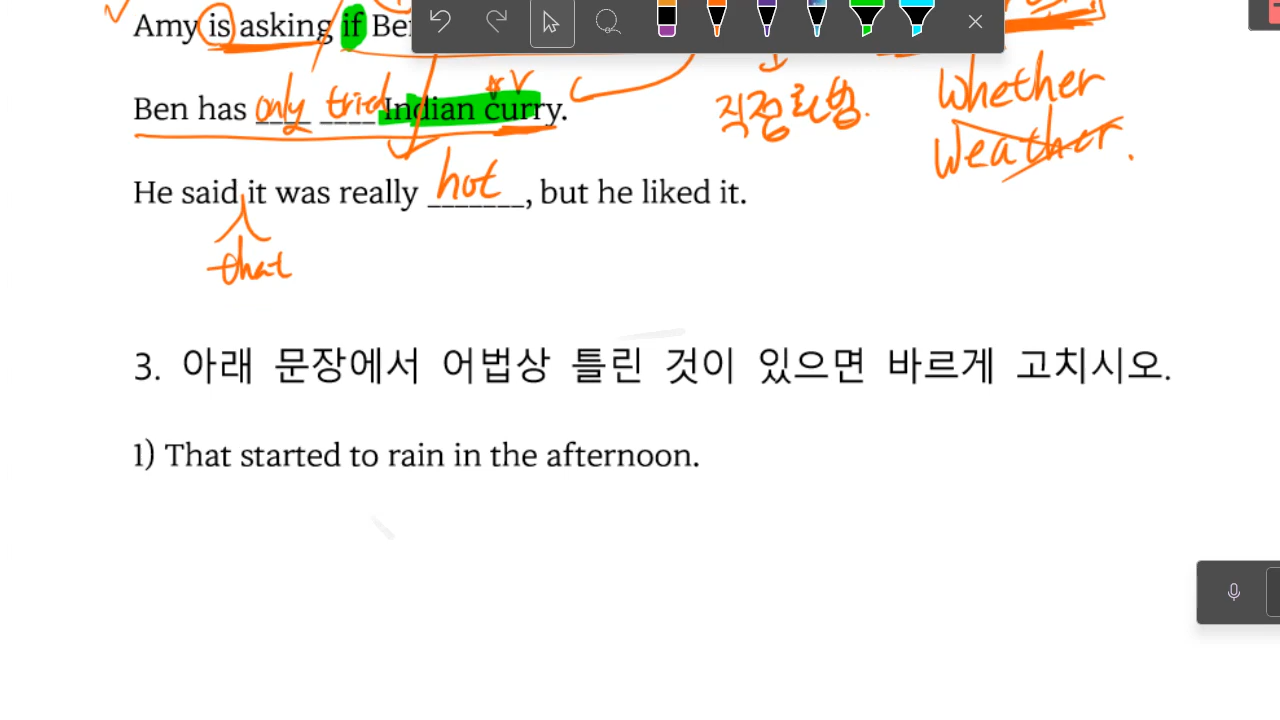 Amy is asking if Ben
Ben has only tried Indian curry.
직접화법.
Whether
Weather.
He said it was really hot, but he liked it.
that
3. 아래 문장에서 어법상 틀린 것이 있으면 바르게 고치시오.
1) That started to rain in the afternoon.